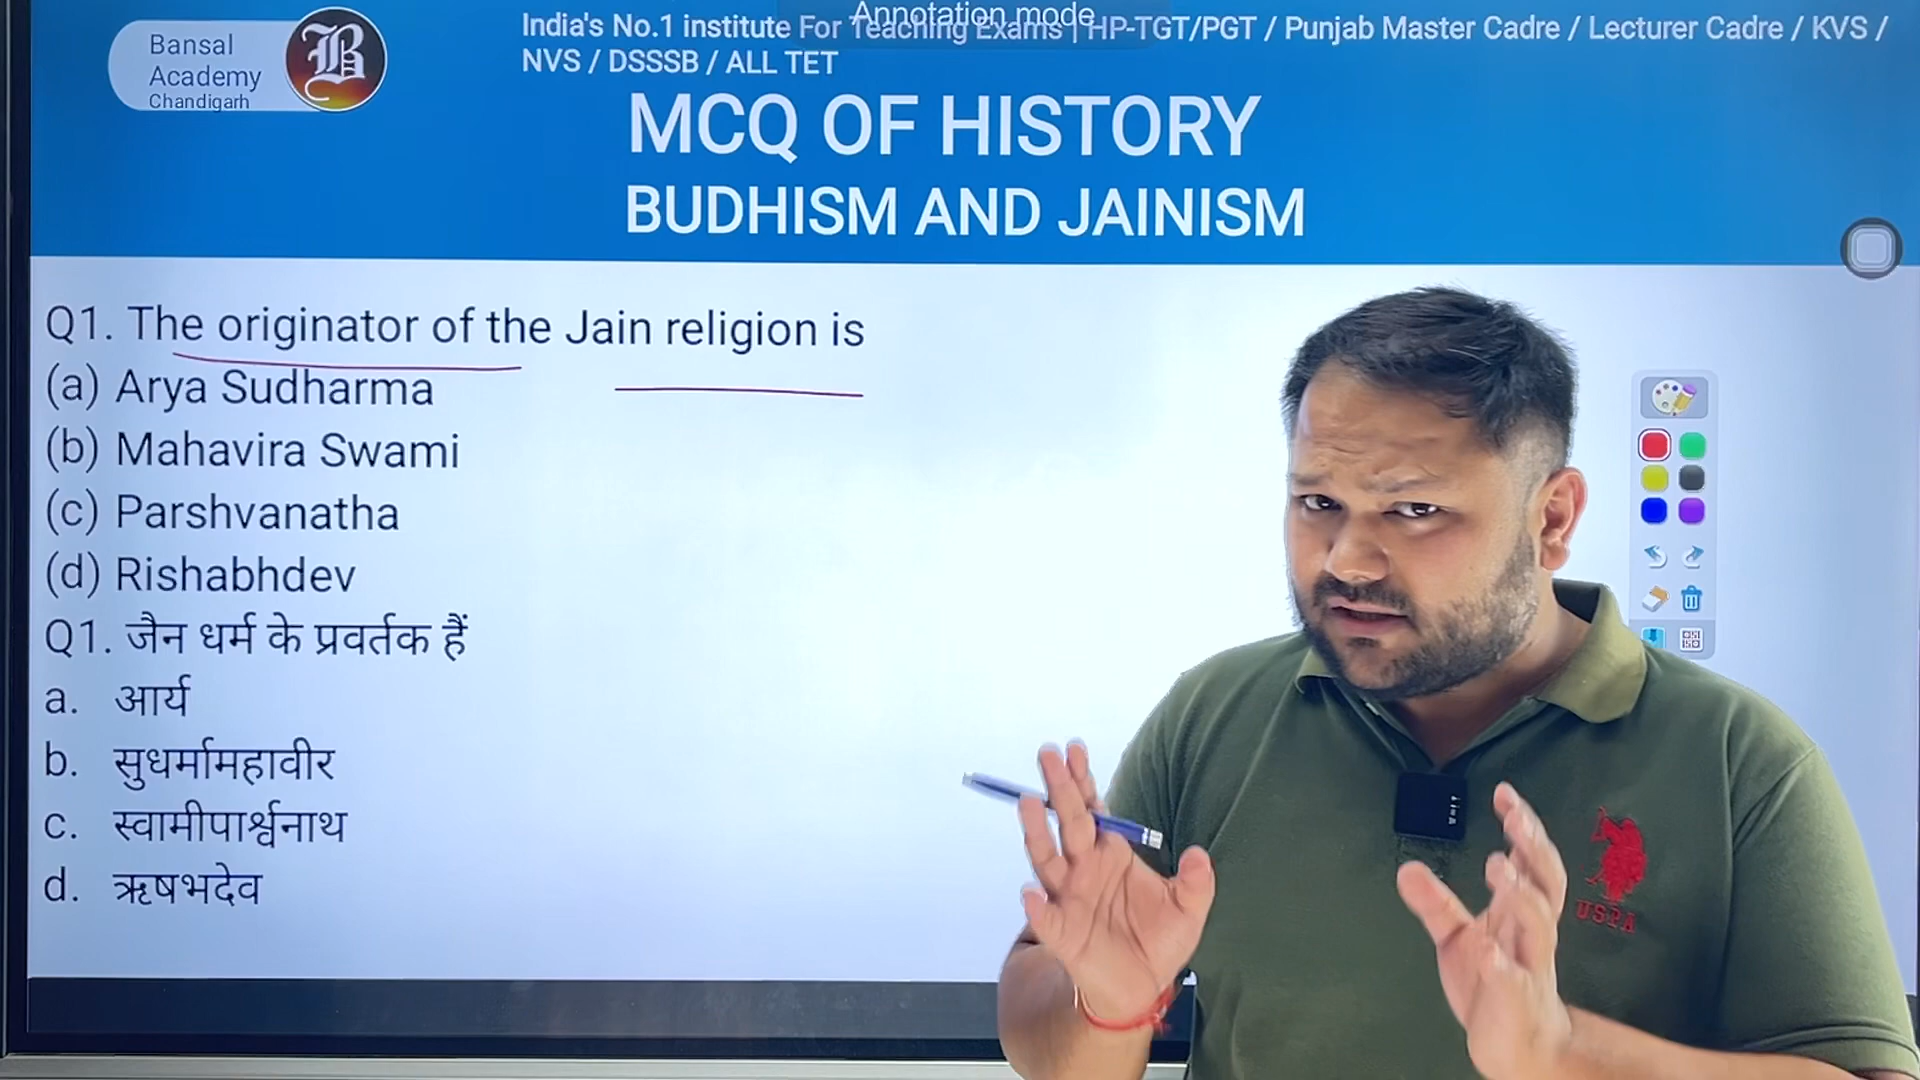 Bansal
Academy
Chandigarh
Annotation mode
India's No.1 institute For Teaching Exams | HP-TGT/PGT / Punjab Master Cadre / Lecturer Cadre / KVS /
NVS / DSSSB / ALL TET
MCQ OF HISTORY
BUDHISM AND JAINISM
Q1. The originator of the Jain religion is
(a) Arya Sudharma
(b) Mahavira Swami
(c) Parshvanatha
(d) Rishabhdev
Q1. जैन धर्म के प्रवर्तक हैं
a. आर्य
b. सुधर्मामहावीर
c. स्वामीपार्श्वनाथ
d. ऋषभदेव
USPA